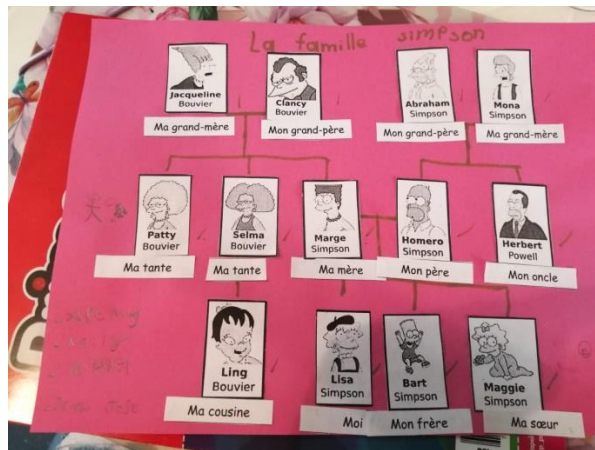 La famille simpson
Jacqueline Bouvier
Clancy Bouvier
Abraham Simpson
Mona Simpson
Ma grand-mère
Mon grand-père
Mon grand-père
Ma grand-mère
Patty Bouvier
Selma Bouvier
Marge Simpson
Homero Simpson
Herbert Powell
Ma tante
Ma tante
Ma mère
Mon père
Mon oncle
Ling Bouvier
Lisa Simpson
Bart Simpson
Maggie Simpson
Ma cousine
Moi
Mon frère
Ma sœur